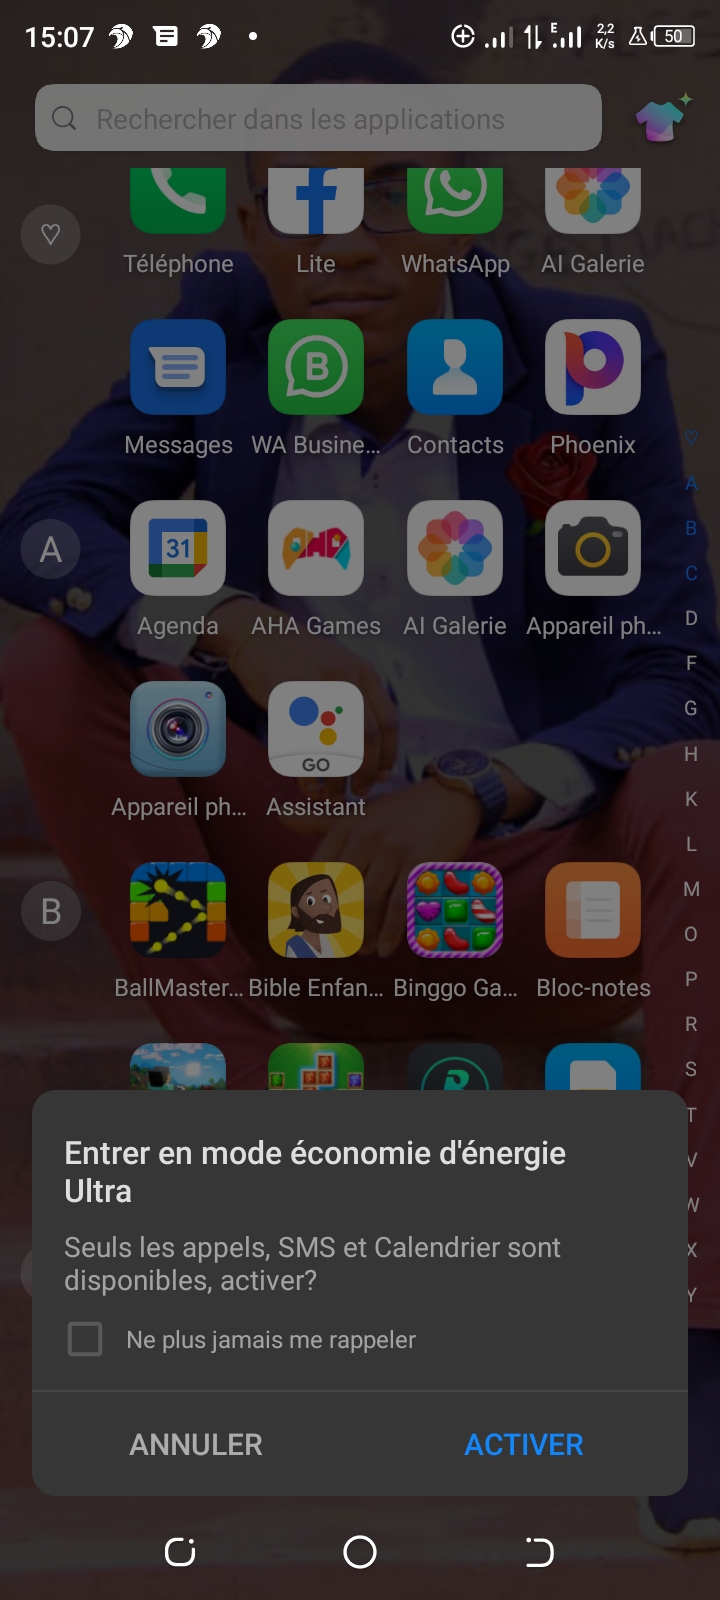 15:07
E
2,2
K/s
50
Rechercher dans les applications
Téléphone
Lite
WhatsApp
AI Galerie
Messages
B
WA Busine...
Contacts
Phoenix
A
31
Agenda
AHA Games
AI Galerie
Appareil ph...
GO
Appareil ph...
Assistant
B
BallMaster...
Bible Enfan...
Binggo Ga...
Bloc-notes
A
B
C
D
F
G
H
K
L
M
O
P
R
S
T
V
W
X
Y
Entrer en mode économie d'énergie
Ultra
Seuls les appels, SMS et Calendrier sont
disponibles, activer?
Ne plus jamais me rappeler
ANNULER
ACTIVER